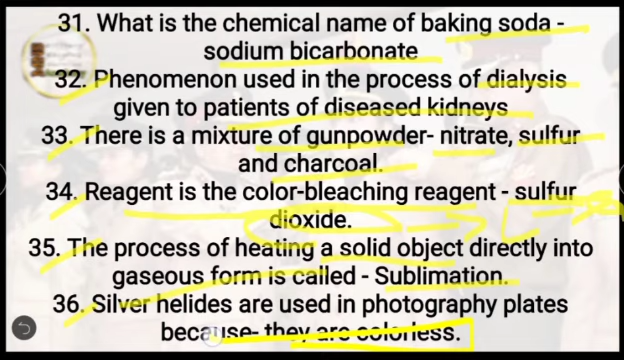 31. What is the chemical name of baking soda -
sodium bicarbonate
32. Phenomenon used in the process of dialysis
given to patients of diseased kidneys
33. There is a mixture of gunpowder- nitrate, sulfur
and charcoal.
34. Reagent is the color-bleaching reagent - sulfur
dioxide.
35. The process of heating a solid object directly into
gaseous form is called - Sublimation.
36. Silver helides are used in photography plates
because- they are colorless.